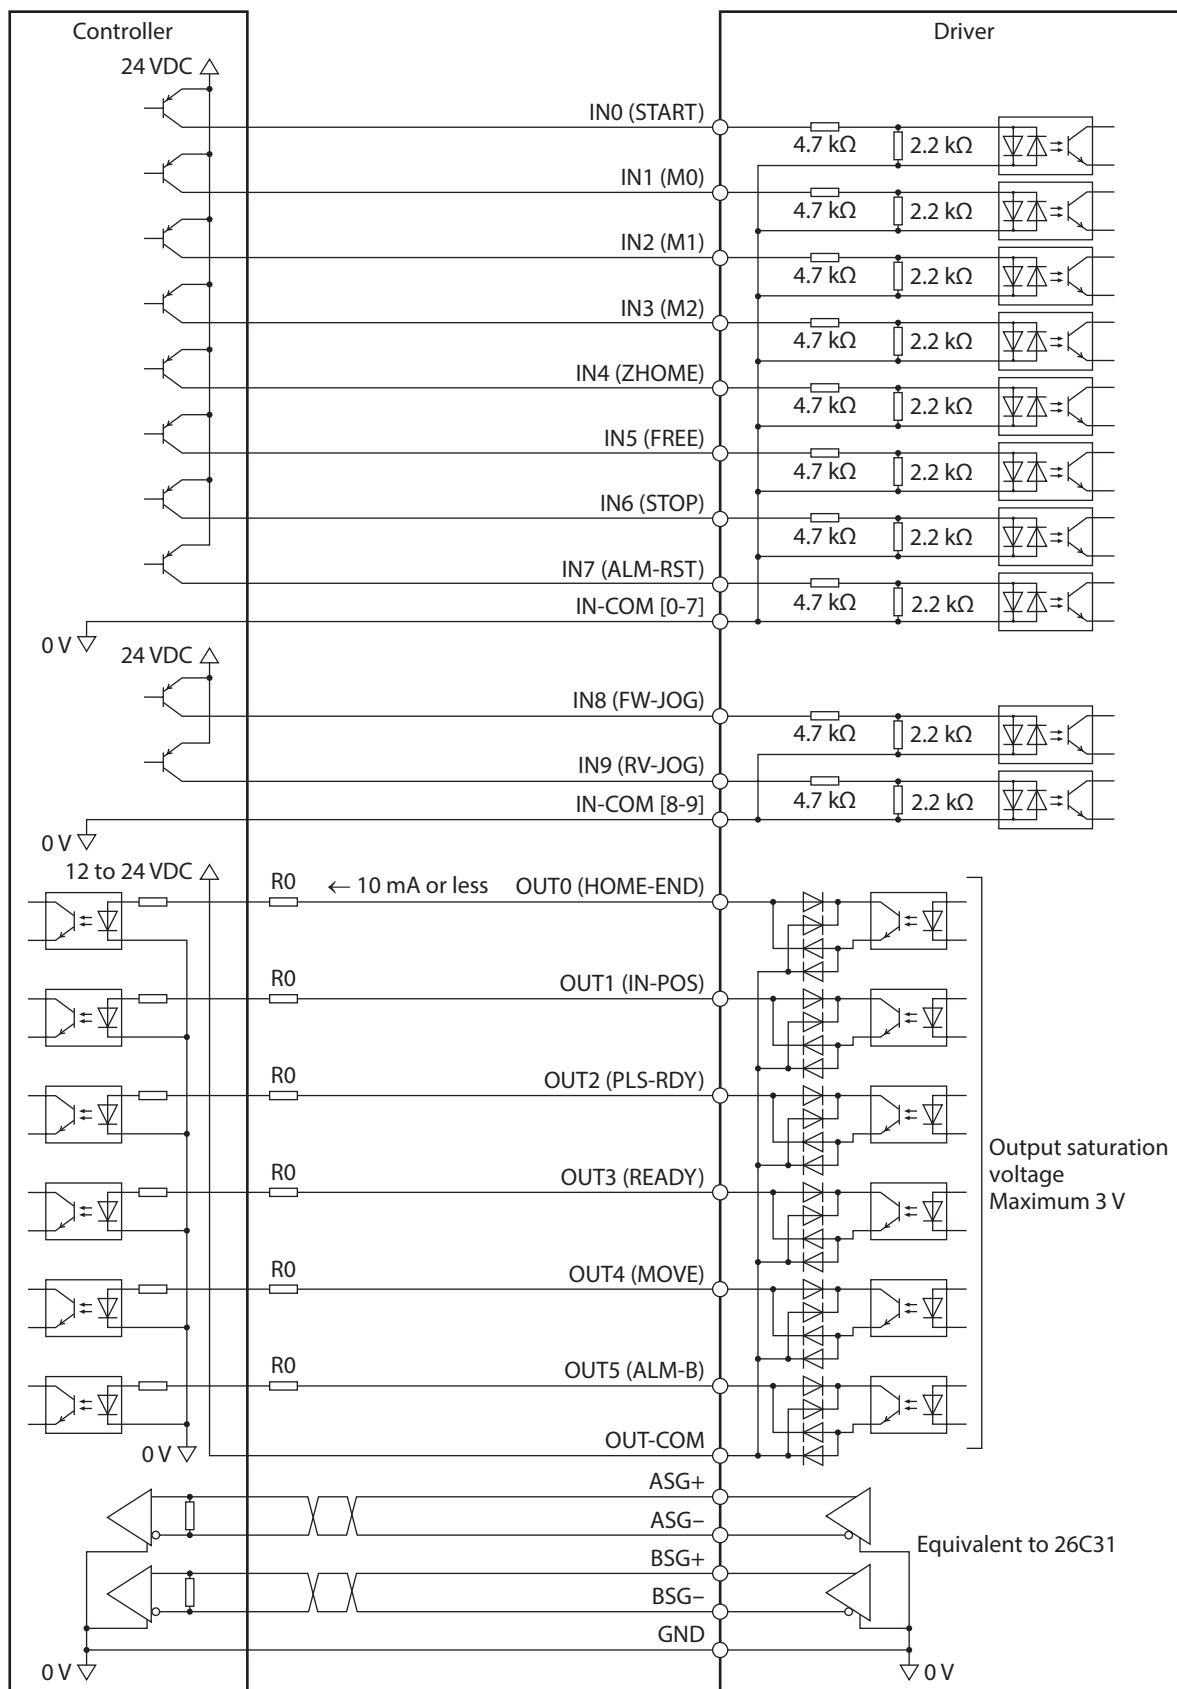 Controller
Driver
24 VDC
IN0 (START)
4.7 kΩ
2.2 kΩ
IN1 (M0)
4.7 kΩ
2.2 kΩ
IN2 (M1)
4.7 kΩ
2.2 kΩ
IN3 (M2)
4.7 kΩ
2.2 kΩ
IN4 (ZHOME)
4.7 kΩ
2.2 kΩ
IN5 (FREE)
4.7 kΩ
2.2 kΩ
IN6 (STOP)
4.7 kΩ
2.2 kΩ
IN7 (ALM-RST)
4.7 kΩ
2.2 kΩ
IN-COM [0-7]
0 V
24 VDC
IN8 (FW-JOG)
4.7 kΩ
2.2 kΩ
IN9 (RV-JOG)
4.7 kΩ
2.2 kΩ
IN-COM [8-9]
0 V
12 to 24 VDC
R0
← 10 mA or less
OUT0 (HOME-END)
R0
OUT1 (IN-POS)
R0
OUT2 (PLS-RDY)
Output saturation
voltage
Maximum 3 V
R0
OUT3 (READY)
R0
OUT4 (MOVE)
R0
OUT5 (ALM-B)
0 V
OUT-COM
ASG+
ASG–
Equivalent to 26C31
BSG+
BSG–
GND
0 V
0 V